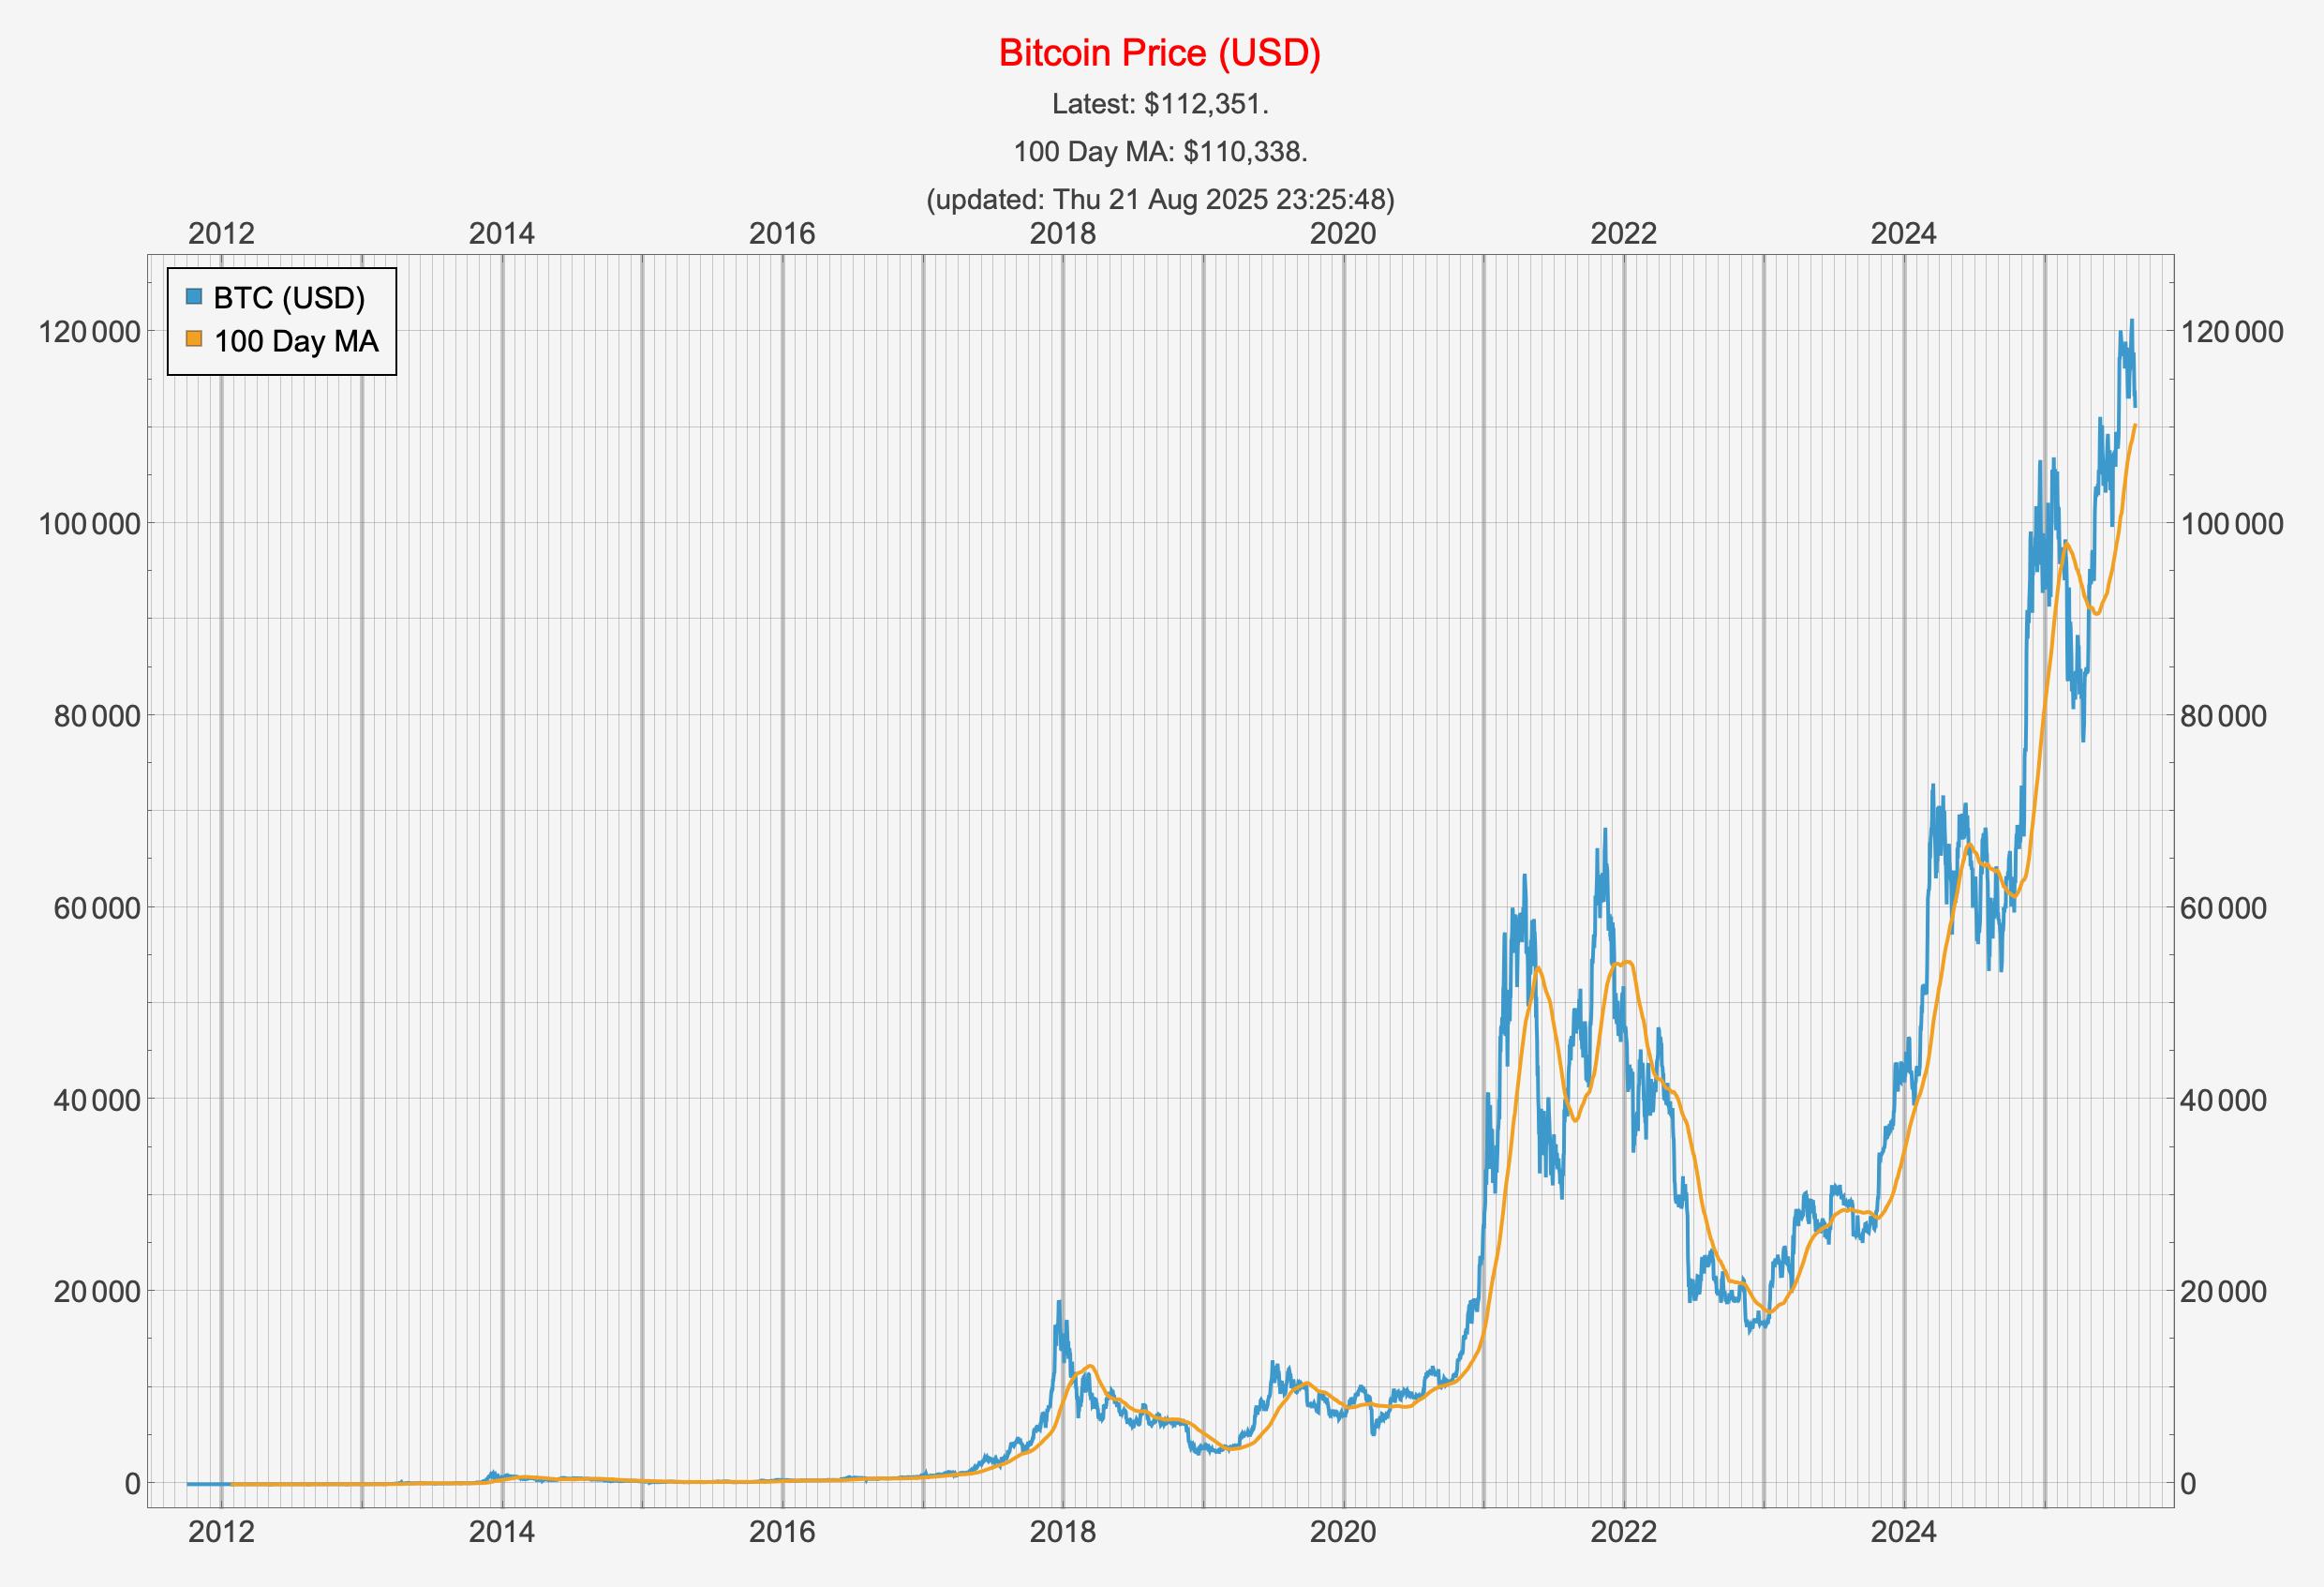 Bitcoin Price (USD)
Latest: $112,351.
100 Day MA: $110,338.
(updated: Thu 21 Aug 2025 23:25:48)
2012 2014 2016 2018 2020 2022 2024
BTC (USD)
100 Day MA
120 000 120 000
100 000 100 000
80 000 80 000
60 000 60 000
40 000 40 000
20 000 20 000
0 0
2012 2014 2016 2018 2020 2022 2024